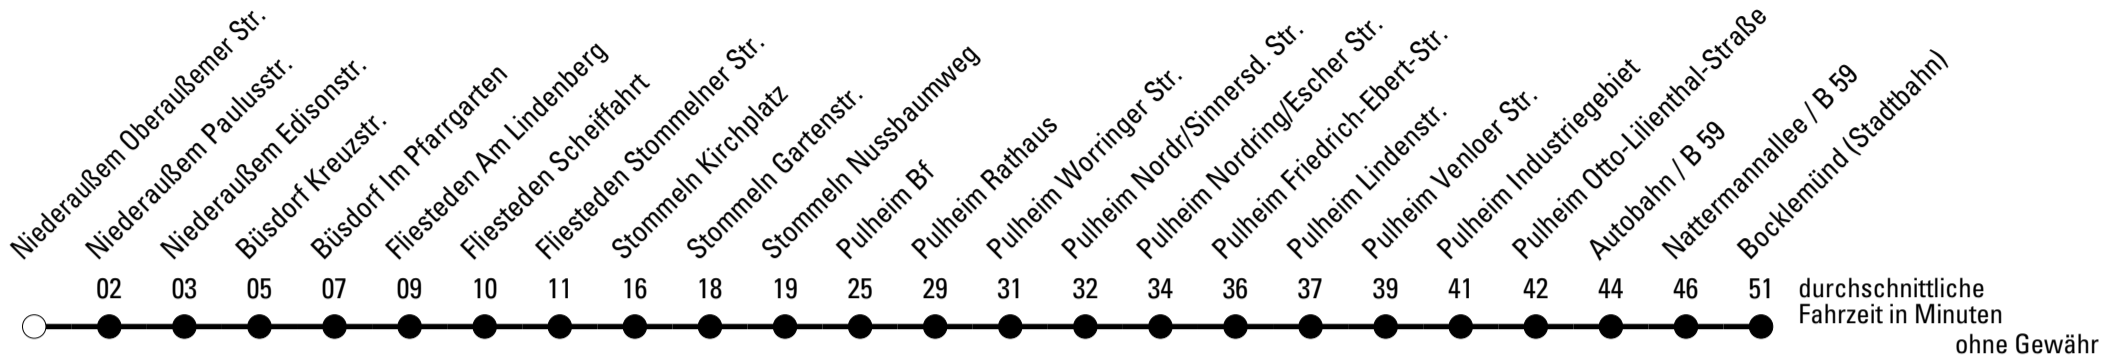 Niederaußem Oberaußemer Str.
Niederaußem Paulusstr.
Niederaußem Edisonstr.
Büsdorf Kreuzstr.
Büsdorf Im Pfarrgarten
Fliesteden Am Lindenberg
Fliesteden Scheiffahrt
Fliesteden Stommelner Str.
Stommeln Kirchplatz
Stommeln Gartenstr.
Stommeln Nussbaumweg
Pulheim Bf
Pulheim Rathaus
Pulheim Worringer Str.
Pulheim Nordr/Sinnersd. Str.
Pulheim Nordring/Escher Str.
Pulheim Friedrich-Ebert-Str.
Pulheim Lindenstr.
Pulheim Venloer Str.
Pulheim Industriegebiet
Pulheim Otto-Lilienthal-Straße
Autobahn / B 59
Nattermannallee / B 59
Bocklemünd (Stadtbahn)
02 03 05 07 09 10 11 16 18 19 25 29 31 32 34 36 37 39 41 42 44 46 51
durchschnittliche
Fahrzeit in Minuten
ohne Gewähr